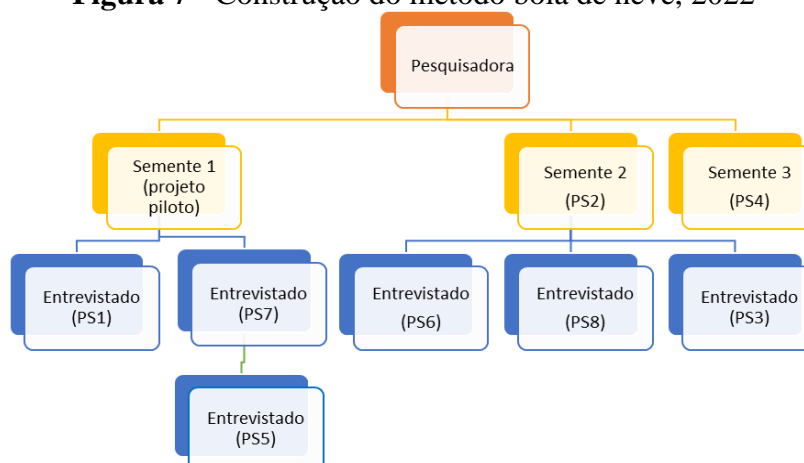 Figura 7 - Construção do método bola de neve, 2022
Pesquisadora
Semente 1
(projeto
piloto)
Semente 2
(PS2)
Semente 3
(PS4)
Entrevistado
(PS1)
Entrevistado
(PS7)
Entrevistado
(PS6)
Entrevistado
(PS8)
Entrevistado
(PS3)
Entrevistado
(PS5)